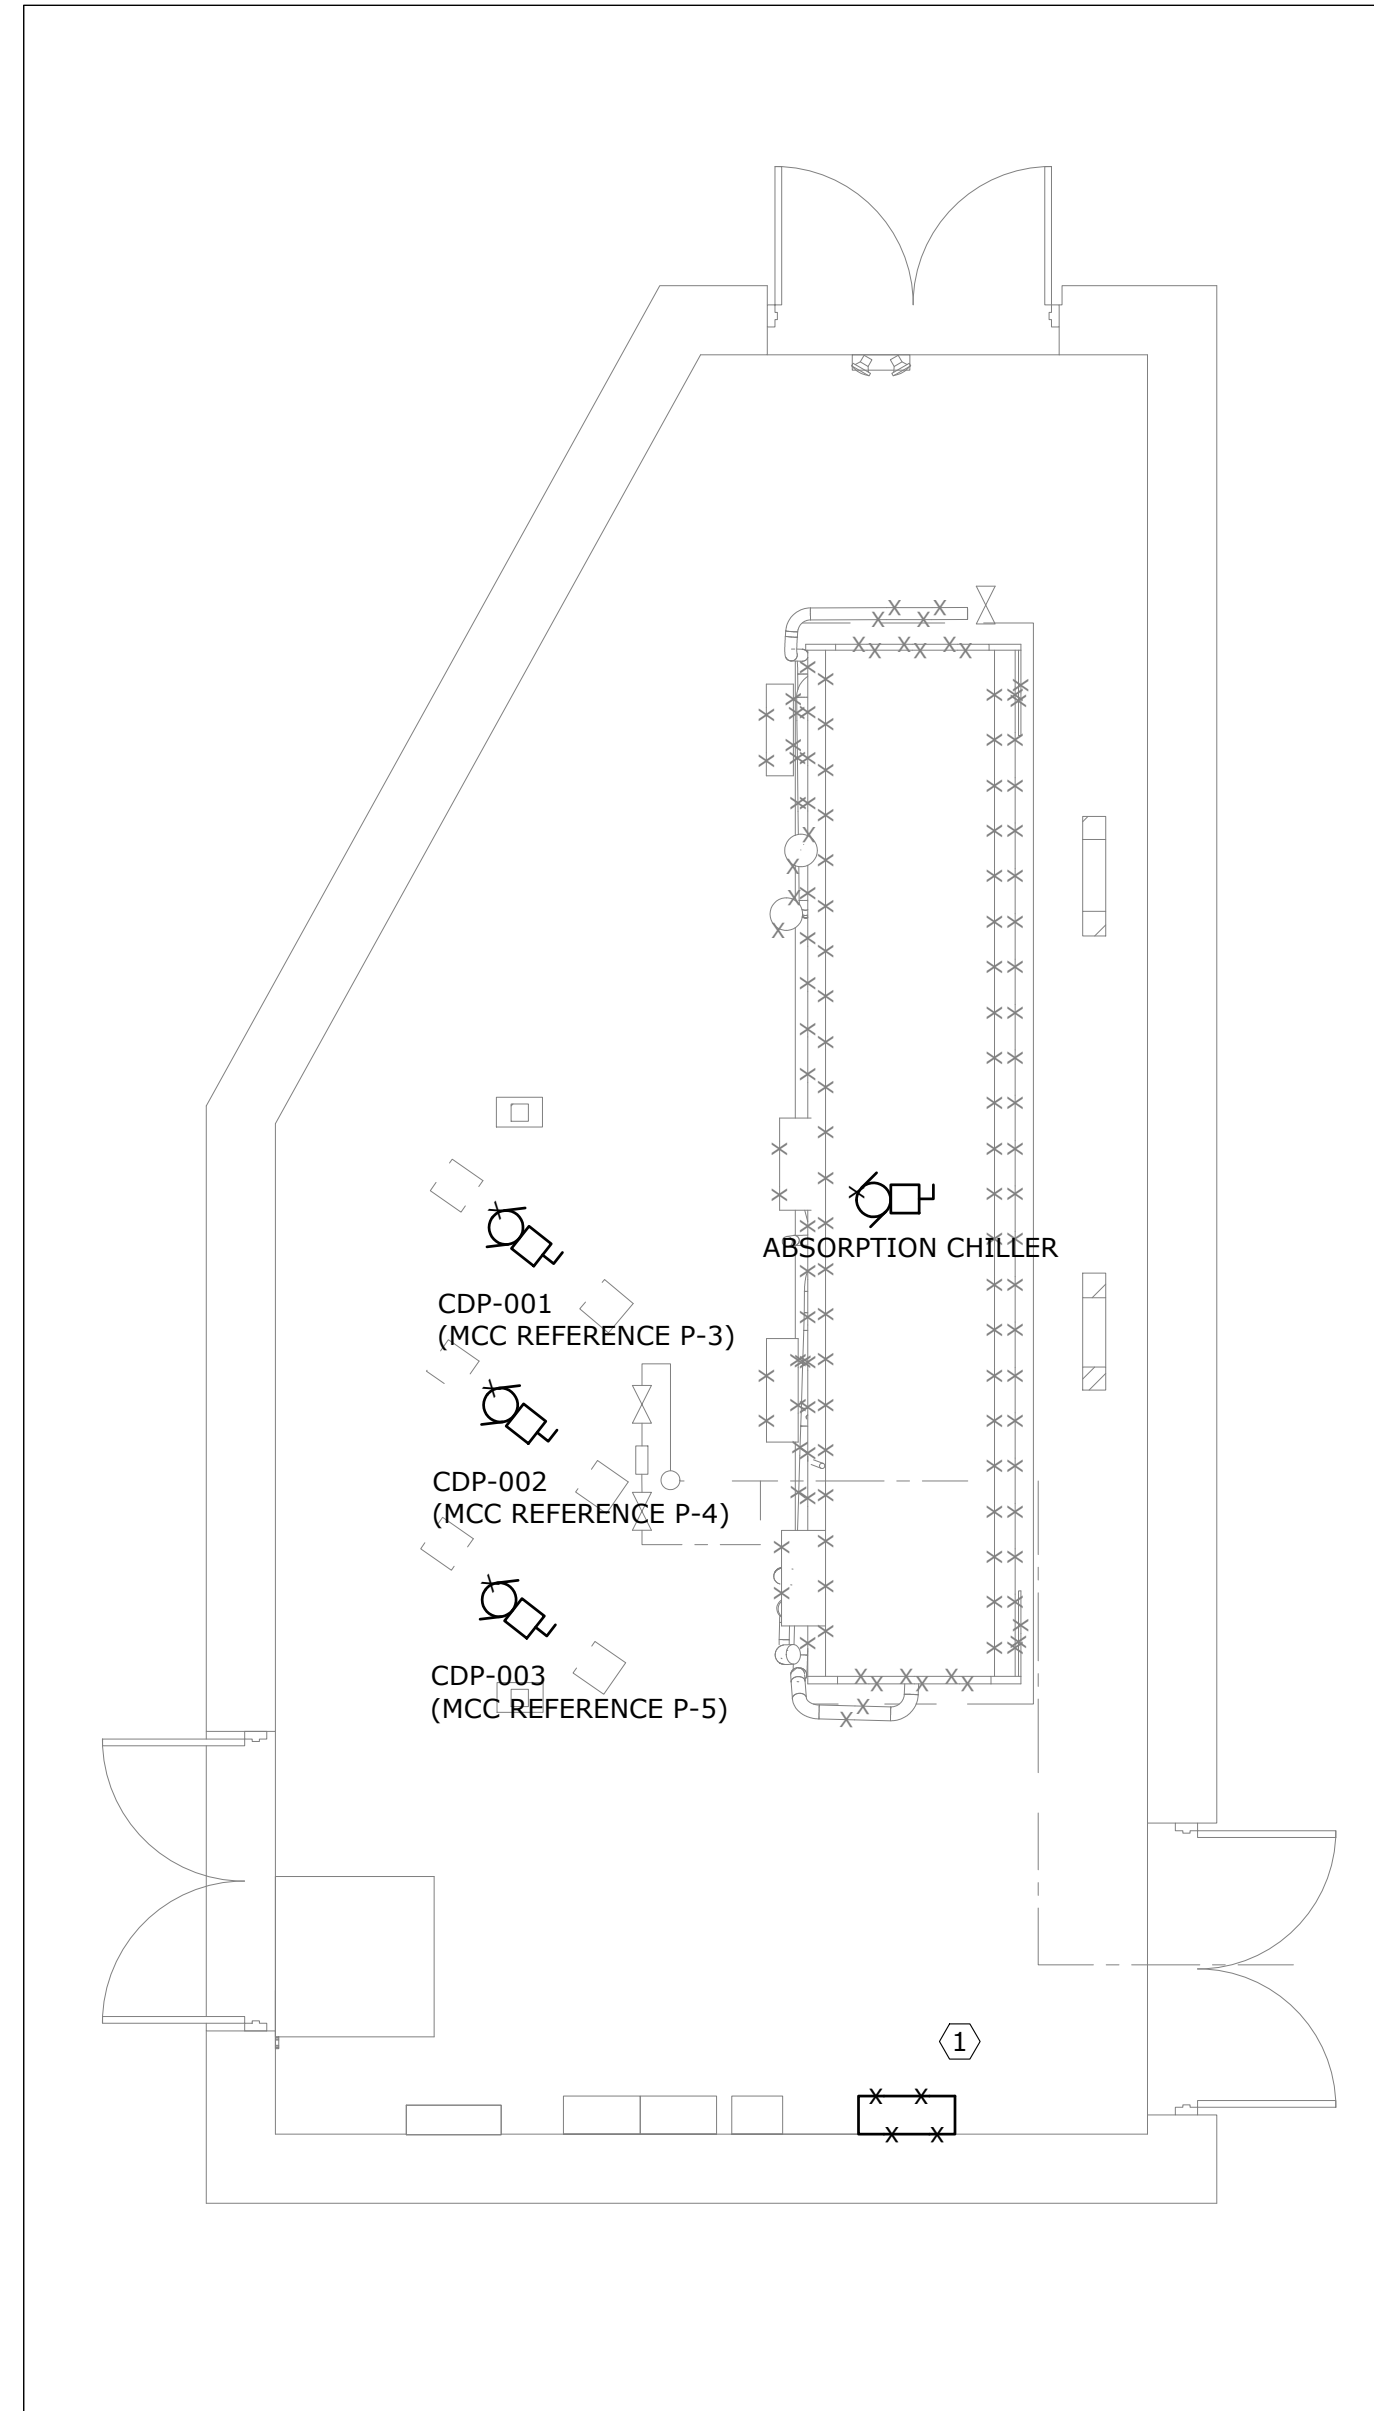 ABSORPTION CHILLER
CDP-001
(MCC REFERENCE P-3)
CDP-002
(MCC REFERENCE P-4)
CDP-003
(MCC REFERENCE P-5)
1